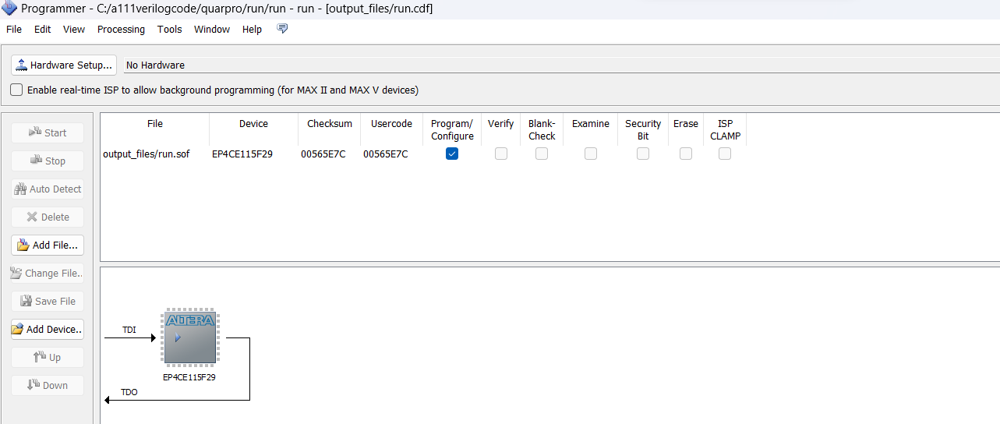 Programmer - C:/a111verilogcode/quarpro/run/run - run - [output_files/run.cdf]
File Edit View Processing Tools Window Help
Hardware Setup... No Hardware
Enable real-time ISP to allow background programming (for MAX II and MAX V devices)
Start
Stop
Auto Detect
Delete
Add File...
Change File..
Save File
Add Device..
Up
Down
File Device Checksum Usercode Program/ Configure Verify Blank- Check Examine Security Bit Erase ISP CLAMP
output_files/run.sof EP4CE115F29 00565E7C 00565E7C
TDI
ALTERA
EP4CE115F29
TDO